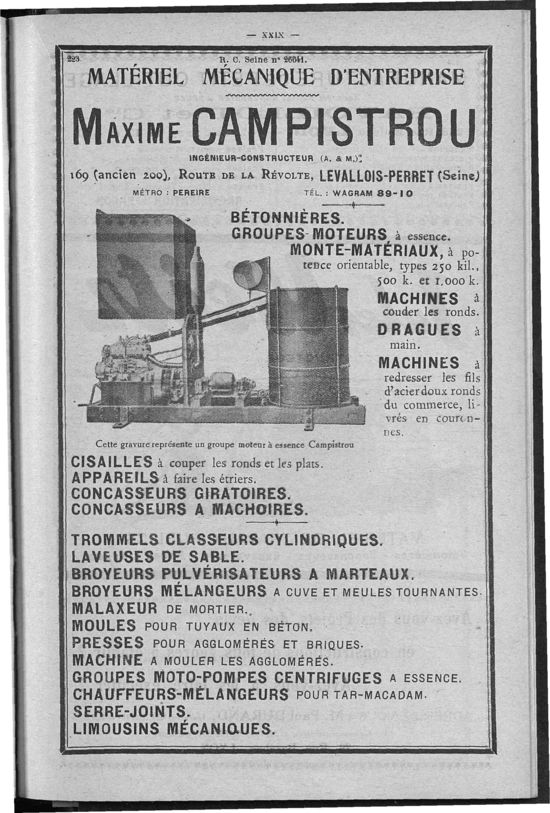 — XXIX —
223.
R. C. Seine n° 26641.
MATÉRIEL MÉCANIQUE D'ENTREPRISE
MAXIME CAMPISTROU
INGÉNIEUR-CONSTRUCTEUR (A. & M.)
169 (ancien 200), ROUTE DE LA RÉVOLTE, LEVALLOIS-PERRET (Seine)
MÉTRO : PEREIRE TÉL. : WAGRAM 89-10
BÉTONNIÈRES.
GROUPES-MOTEURS à essence.
MONTE-MATÉRIAUX, à po-
tence orientable, types 250 kil.,
500 k. et 1.000 k.
MACHINES à
couder les ronds.
DRAGUES à
main.
MACHINES à
redresser les fils
d'acier doux ronds
du commerce, li-
vrés en couron-
nes.
Cette gravure représente un groupe moteur à essence Campistrou
CISAILLES à couper les ronds et les plats.
APPAREILS à faire les étriers.
CONCASSEURS GIRATOIRES.
CONCASSEURS A MACHOIRES.
TROMMELS CLASSEURS CYLINDRIQUES.
LAVEUSES DE SABLE.
BROYEURS PULVÉRISATEURS A MARTEAUX.
BROYEURS MÉLANGEURS A CUVE ET MEULES TOURNANTES.
MALAXEUR DE MORTIER.
MOULES POUR TUYAUX EN BÉTON.
PRESSES POUR AGGLOMÉRÉS ET BRIQUES.
MACHINE A MOULER LES AGGLOMÉRÉS.
GROUPES MOTO-POMPES CENTRIFUGES A ESSENCE.
CHAUFFEURS-MÉLANGEURS POUR TAR-MACADAM.
SERRE-JOINTS.
LIMOUSINS MÉCANIQUES.